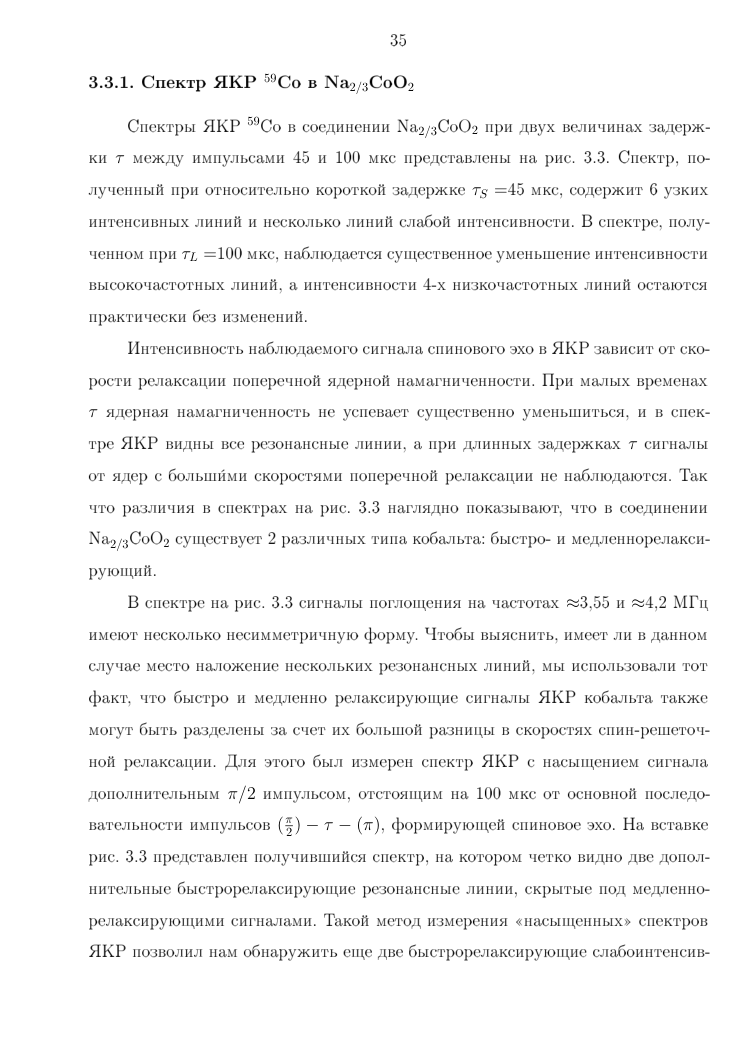 35
3.3.1. Спектр ЯКР ⁵⁹Co в Na₂/₃CoO₂
Спектры ЯКР ⁵⁹Co в соединении Na₂/₃CoO₂ при двух величинах задерж-
ки τ между импульсами 45 и 100 мкс представлены на рис. 3.3. Спектр, по-
лученный при относительно короткой задержке τ_S =45 мкс, содержит 6 узких
интенсивных линий и несколько линий слабой интенсивности. В спектре, полу-
ченном при τ_L =100 мкс, наблюдается существенное уменьшение интенсивности
высокочастотных линий, а интенсивности 4-х низкочастотных линий остаются
практически без изменений.
Интенсивность наблюдаемого сигнала спинового эхо в ЯКР зависит от ско-
рости релаксации поперечной ядерной намагниченности. При малых временах
τ ядерная намагниченность не успевает существенно уменьшиться, и в спек-
тре ЯКР видны все резонансные линии, а при длинных задержках τ сигналы
от ядер с больши́ми скоростями поперечной релаксации не наблюдаются. Так
что различия в спектрах на рис. 3.3 наглядно показывают, что в соединении
Na₂/₃CoO₂ существует 2 различных типа кобальта: быстро- и медленнорелакси-
рующий.
В спектре на рис. 3.3 сигналы поглощения на частотах ≈3,55 и ≈4,2 МГц
имеют несколько несимметричную форму. Чтобы выяснить, имеет ли в данном
случае место наложение нескольких резонансных линий, мы использовали тот
факт, что быстро и медленно релаксирующие сигналы ЯКР кобальта также
могут быть разделены за счет их большой разницы в скоростях спин-решеточ-
ной релаксации. Для этого был измерен спектр ЯКР с насыщением сигнала
дополнительным π/2 импульсом, отстоящим на 100 мкс от основной последо-
вательности импульсов (π/2) − τ − (π), формирующей спиновое эхо. На вставке
рис. 3.3 представлен получившийся спектр, на котором четко видно две допол-
нительные быстрорелаксирующие резонансные линии, скрытые под медленно-
релаксирующими сигналами. Такой метод измерения «насыщенных» спектров
ЯКР позволил нам обнаружить еще две быстрорелаксирующие слабоинтенсив-